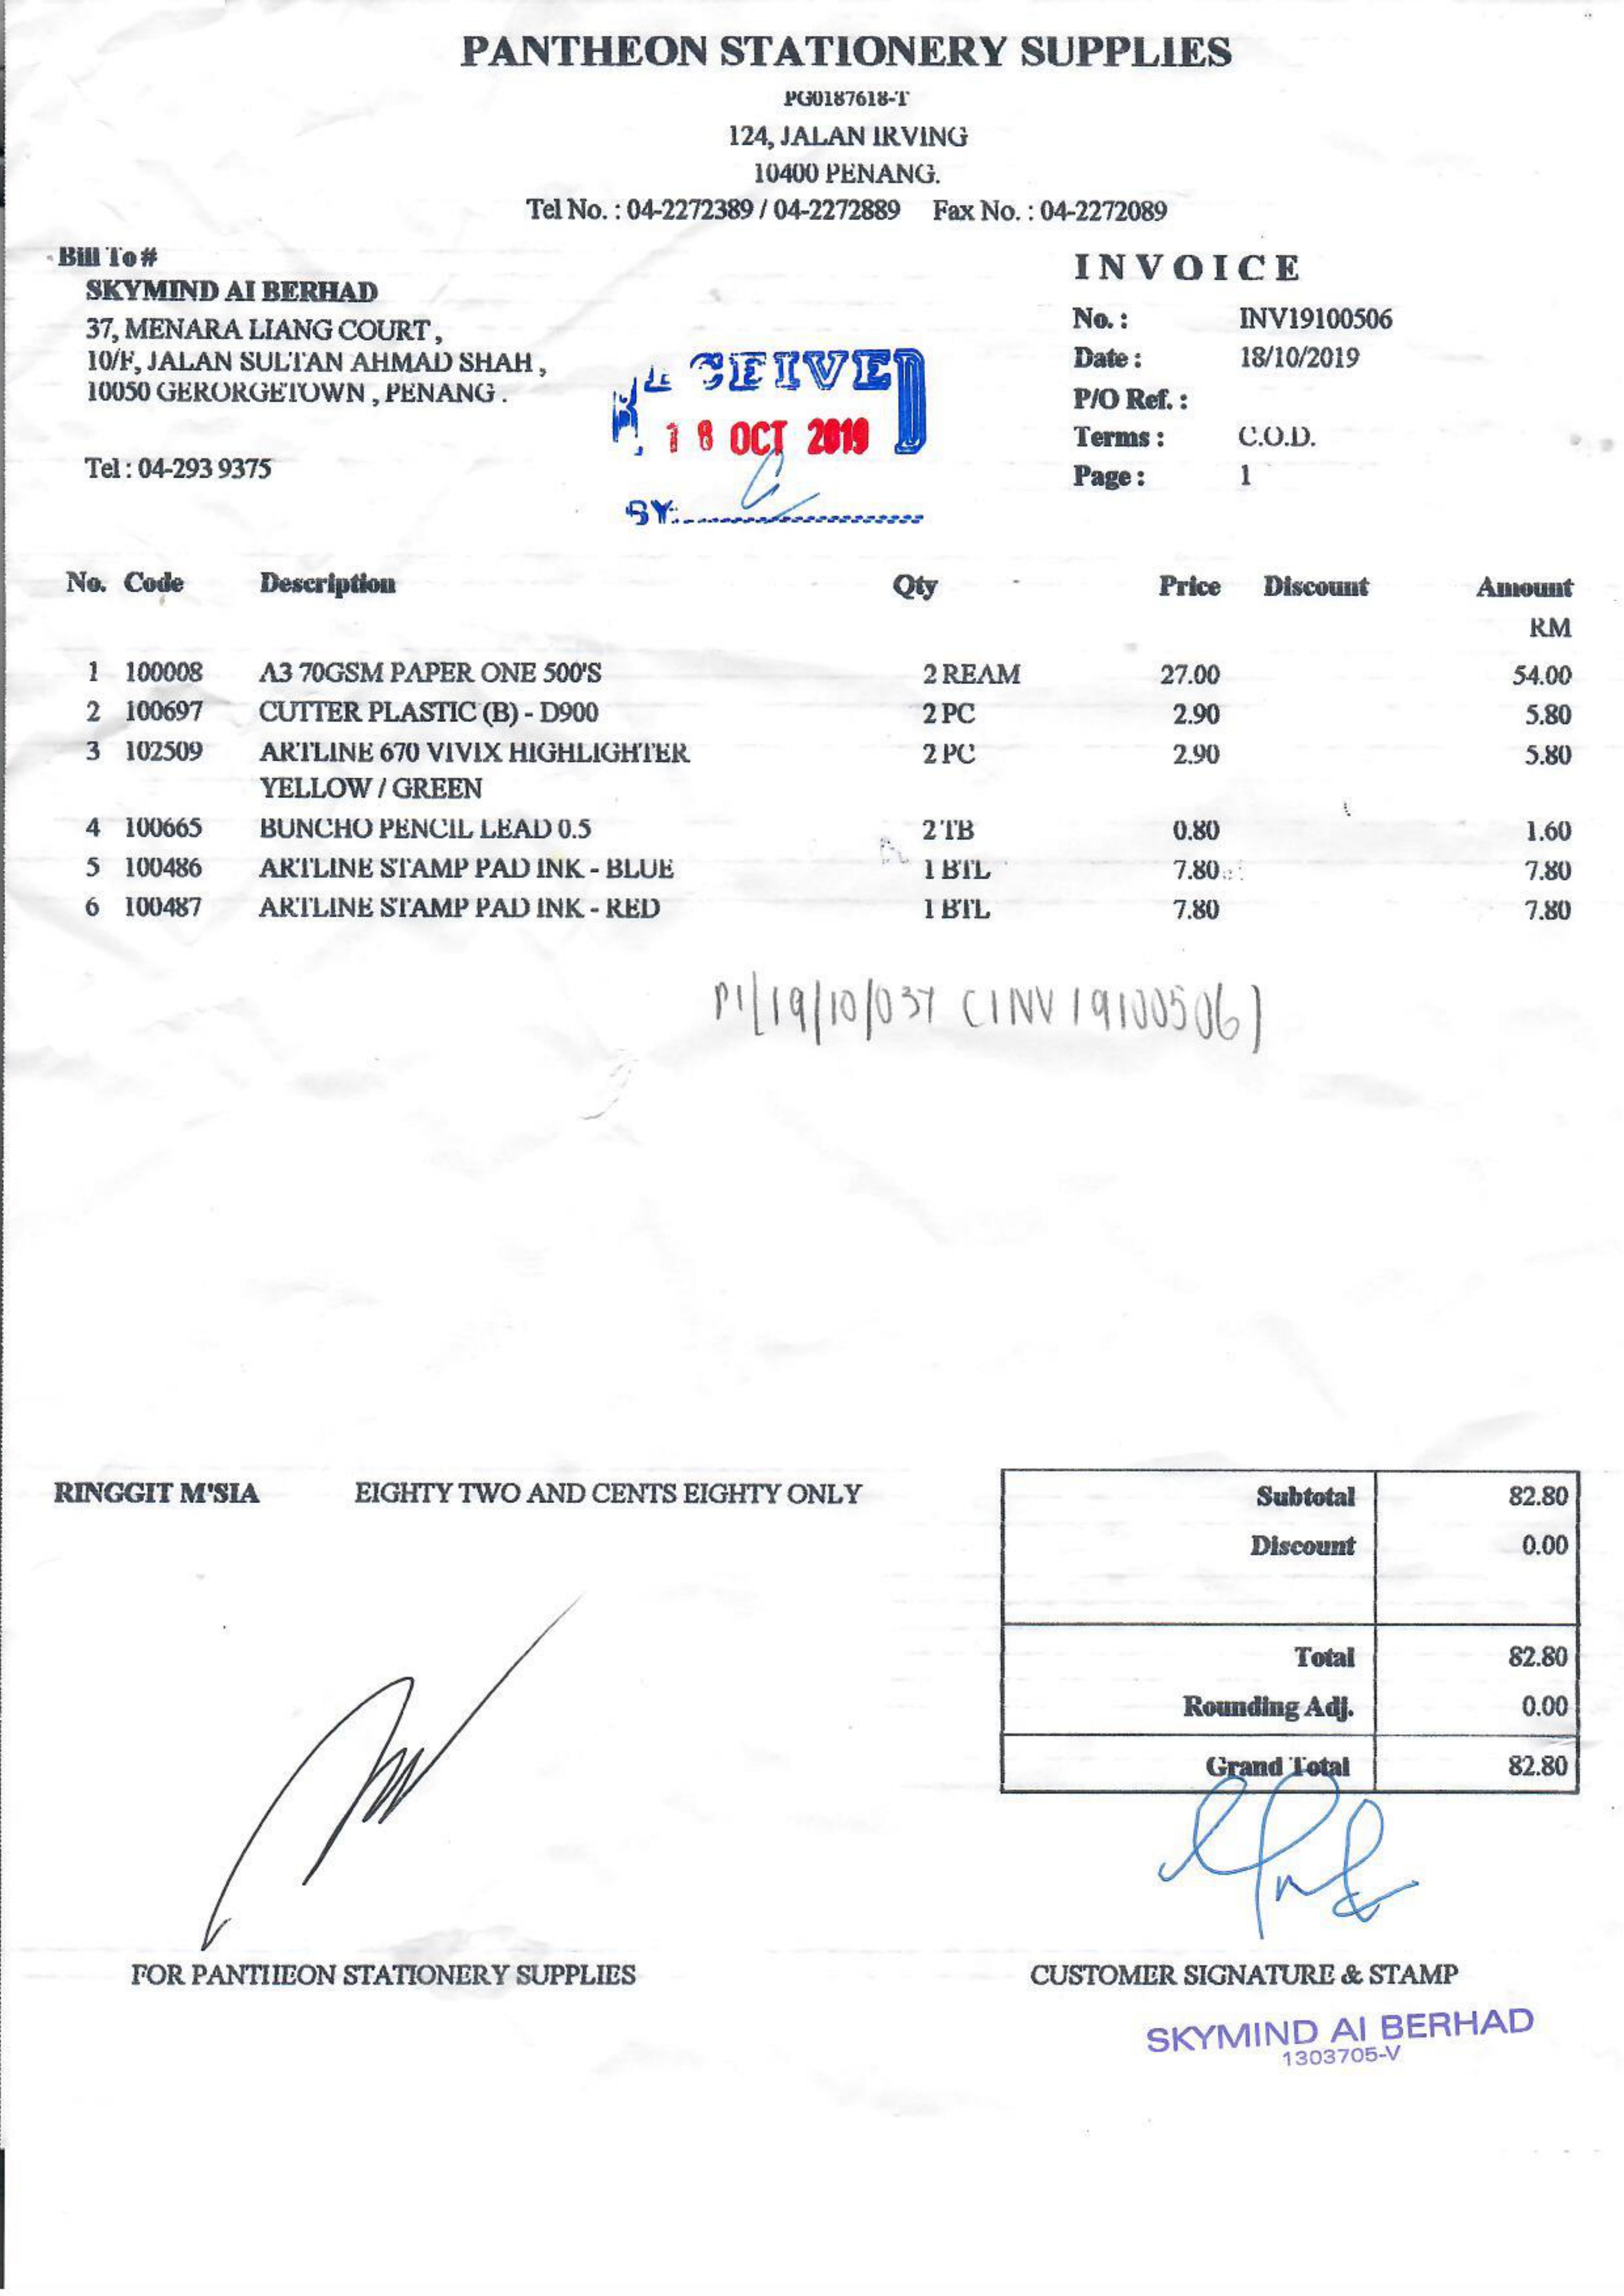 PANTHEON STATIONERY SUPPLIES
PG0187618-T
124, JALAN IRVING
10400 PENANG.
Tel No. : 04-2272389 / 04-2272889 Fax No. : 04-2272089
Bill To #
SKYMIND AI BERHAD
37, MENARA LIANG COURT ,
10/F, JALAN SULTAN AHMAD SHAH ,
10050 GERORGETOWN , PENANG .
Tel : 04-293 9375
RECEIVED
18 OCT 2019
BY:
INVOICE
No. : INV19100506
Date : 18/10/2019
P/O Ref. :
Terms : C.O.D.
Page : 1
No. Code Description Qty Price Discount Amount
RM
1 100008 A3 70GSM PAPER ONE 500'S 2 REAM 27.00 54.00
2 100697 CUTTER PLASTIC (B) - D900 2 PC 2.90 5.80
3 102509 ARTLINE 670 VIVIX HIGHLIGHTER 2 PC 2.90 5.80
YELLOW / GREEN
4 100665 BUNCHO PENCIL LEAD 0.5 2 TB 0.80 1.60
5 100486 ARTLINE STAMP PAD INK - BLUE 1 BTL 7.80 7.80
6 100487 ARTLINE STAMP PAD INK - RED 1 BTL 7.80 7.80
(INV19100506)
RINGGIT M'SIA EIGHTY TWO AND CENTS EIGHTY ONLY
Subtotal 82.80
Discount 0.00
Total 82.80
Rounding Adj. 0.00
Grand Total 82.80
FOR PANTHEON STATIONERY SUPPLIES
CUSTOMER SIGNATURE & STAMP
SKYMIND AI BERHAD
1303705-V